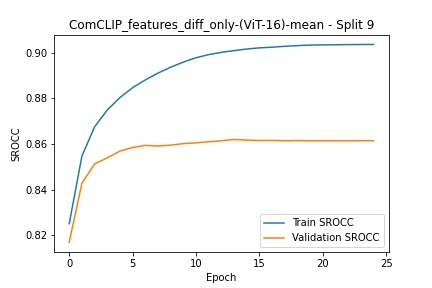 ComCLIP_features_diff_only-(ViT-16)-mean - Split 9
SROCC
0.90
0.88
0.86
0.84
0.82
0 5 10 15 20 25
Epoch
Train SROCC
Validation SROCC